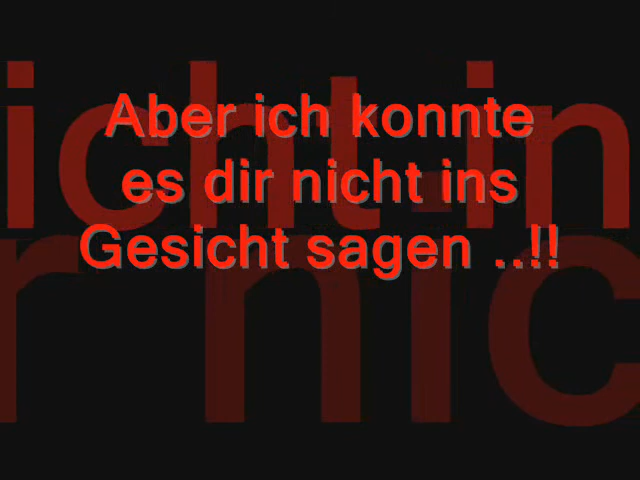 Aber ich konnte
es dir nicht ins
Gesicht sagen ..!!